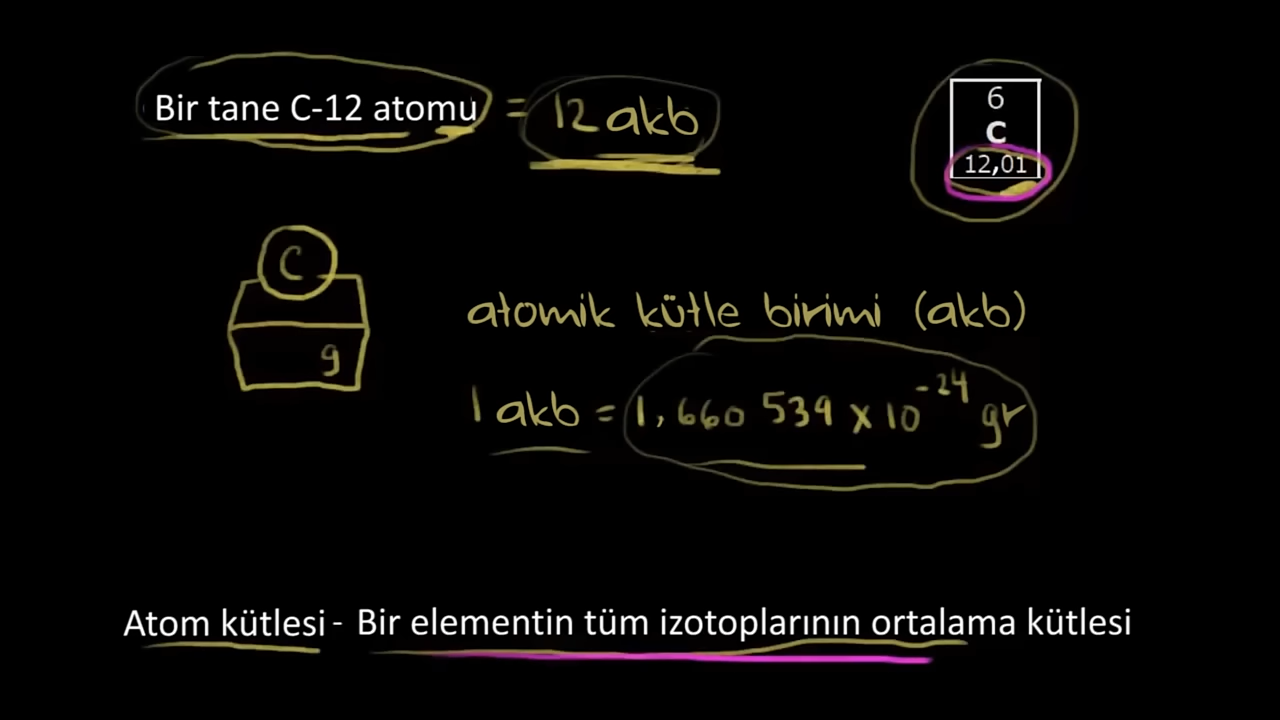 Bir tane C-12 atomu = 12 akb
6
C
12,01
C
g
atomik kütle birimi (akb)
1 akb = 1,660 539 x 10⁻²⁴ gr
Atom kütlesi - Bir elementin tüm izotoplarının ortalama kütlesi